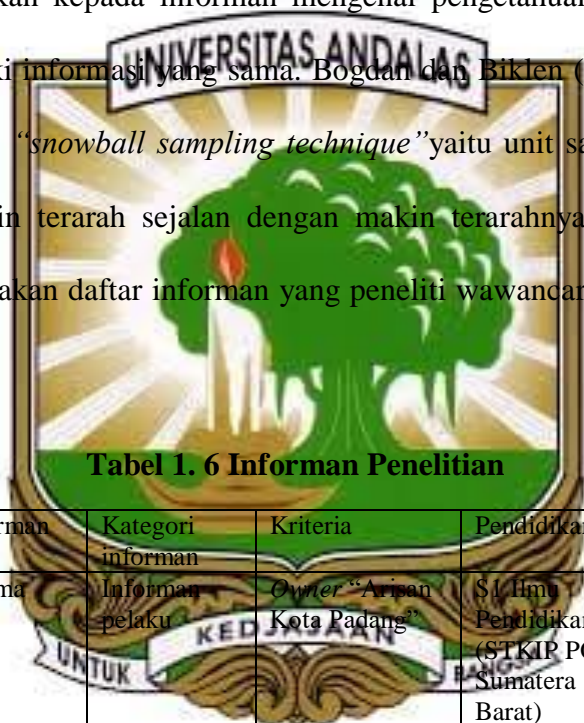 kan kepada informan mengenai pengetahuan
UNIVERSITAS ANDALAS
ki informasi yang sama. Bogdan dan Biklen (
"snowball sampling technique"yaitu unit sa
in terarah sejalan dengan makin terarahnya
akan daftar informan yang peneliti wawancar
Tabel 1. 6 Informan Penelitian
rman Kategori informan Kriteria Pendidikan
ma Informan pelaku Owner "Arisan Kota Padang" S1 Ilmu Pendidikan (STKIP PG Sumatera Barat)
UNTUK KEDJAJAAN BANGSA